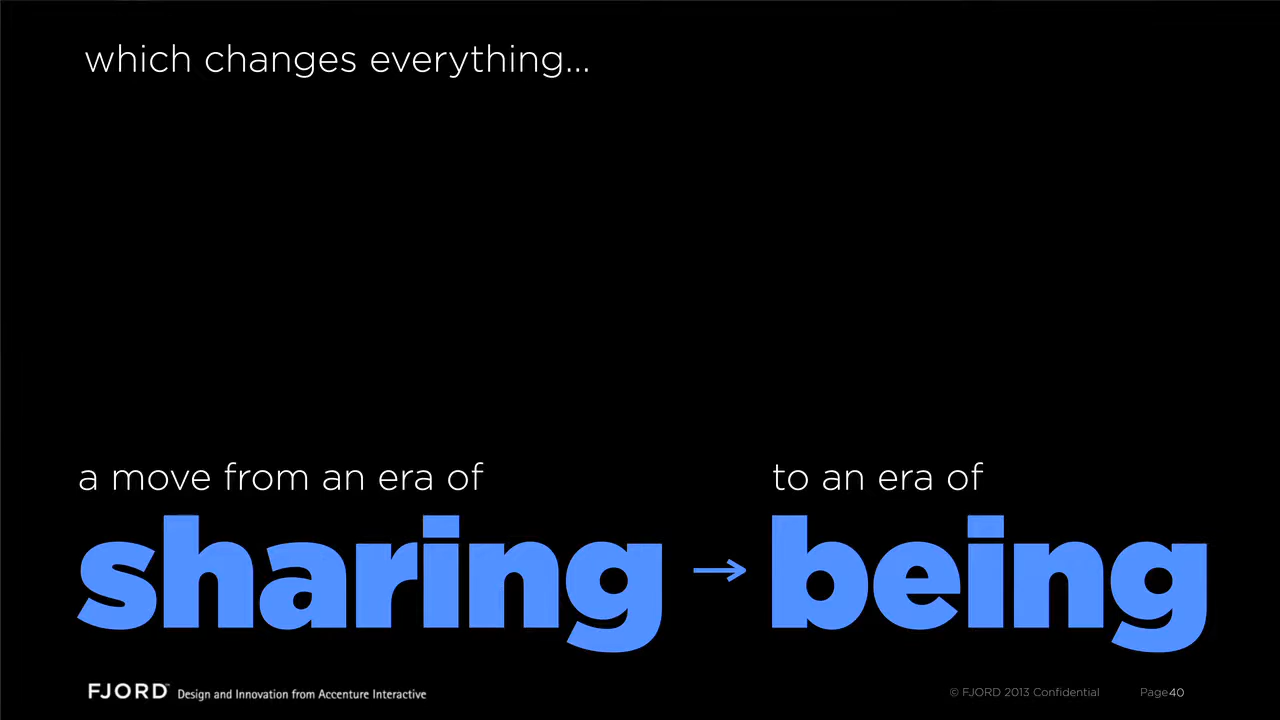 which changes everything...
a move from an era of
sharing → being
to an era of
FJORD™ Design and Innovation from Accenture Interactive
© FJORD 2013 Confidential
Page40